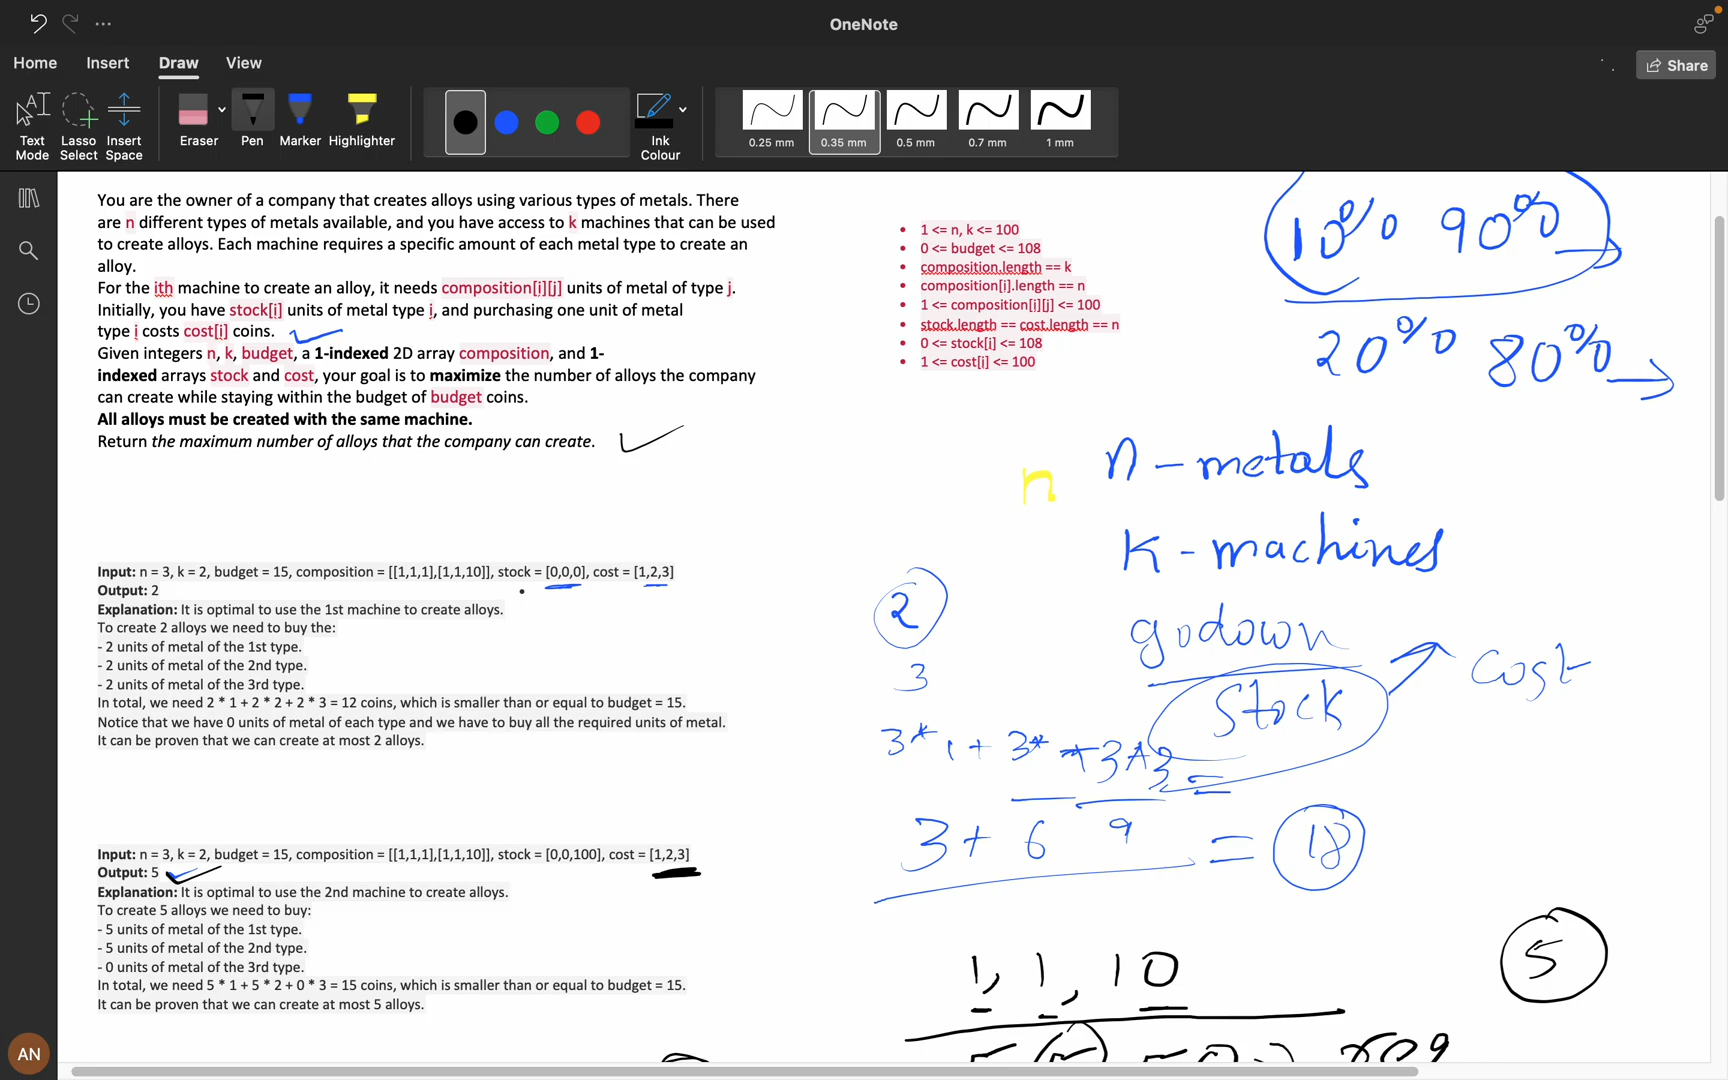 OneNote
Home Insert Draw View
Share
Text Mode
Lasso Select
Insert Space
Eraser
Pen
Marker
Highlighter
Ink Colour
0.25 mm
0.35 mm
0.5 mm
0.7 mm
1 mm
You are the owner of a company that creates alloys using various types of metals. There
are n different types of metals available, and you have access to k machines that can be used
to create alloys. Each machine requires a specific amount of each metal type to create an
alloy.
For the ith machine to create an alloy, it needs composition[i][j] units of metal of type j.
Initially, you have stock[i] units of metal type i, and purchasing one unit of metal
type i costs cost[i] coins.
Given integers n, k, budget, a 1-indexed 2D array composition, and 1-
indexed arrays stock and cost, your goal is to maximize the number of alloys the company
can create while staying within the budget of budget coins.
All alloys must be created with the same machine.
Return the maximum number of alloys that the company can create.
• 1 <= n, k <= 100
• 0 <= budget <= 108
• composition.length == k
• composition[i].length == n
• 1 <= composition[i][j] <= 100
• stock.length == cost.length == n
• 0 <= stock[i] <= 108
• 1 <= cost[i] <= 100
10% 90%
20% 80%
n
n - metals
k - machines
godown
Stock
Cost
2
3
3* 1 + 3* + 3*3 =
3 + 6 9 = 18
Input: n = 3, k = 2, budget = 15, composition = [[1,1,1],[1,1,10]], stock = [0,0,0], cost = [1,2,3]
Output: 2
Explanation: It is optimal to use the 1st machine to create alloys.
To create 2 alloys we need to buy the:
- 2 units of metal of the 1st type.
- 2 units of metal of the 2nd type.
- 2 units of metal of the 3rd type.
In total, we need 2 * 1 + 2 * 2 + 2 * 3 = 12 coins, which is smaller than or equal to budget = 15.
Notice that we have 0 units of metal of each type and we have to buy all the required units of metal.
It can be proven that we can create at most 2 alloys.
Input: n = 3, k = 2, budget = 15, composition = [[1,1,1],[1,1,10]], stock = [0,0,100], cost = [1,2,3]
Output: 5
Explanation: It is optimal to use the 2nd machine to create alloys.
To create 5 alloys we need to buy:
- 5 units of metal of the 1st type.
- 5 units of metal of the 2nd type.
- 0 units of metal of the 3rd type.
In total, we need 5 * 1 + 5 * 2 + 0 * 3 = 15 coins, which is smaller than or equal to budget = 15.
It can be proven that we can create at most 5 alloys.
1, 1, 10
5
AN